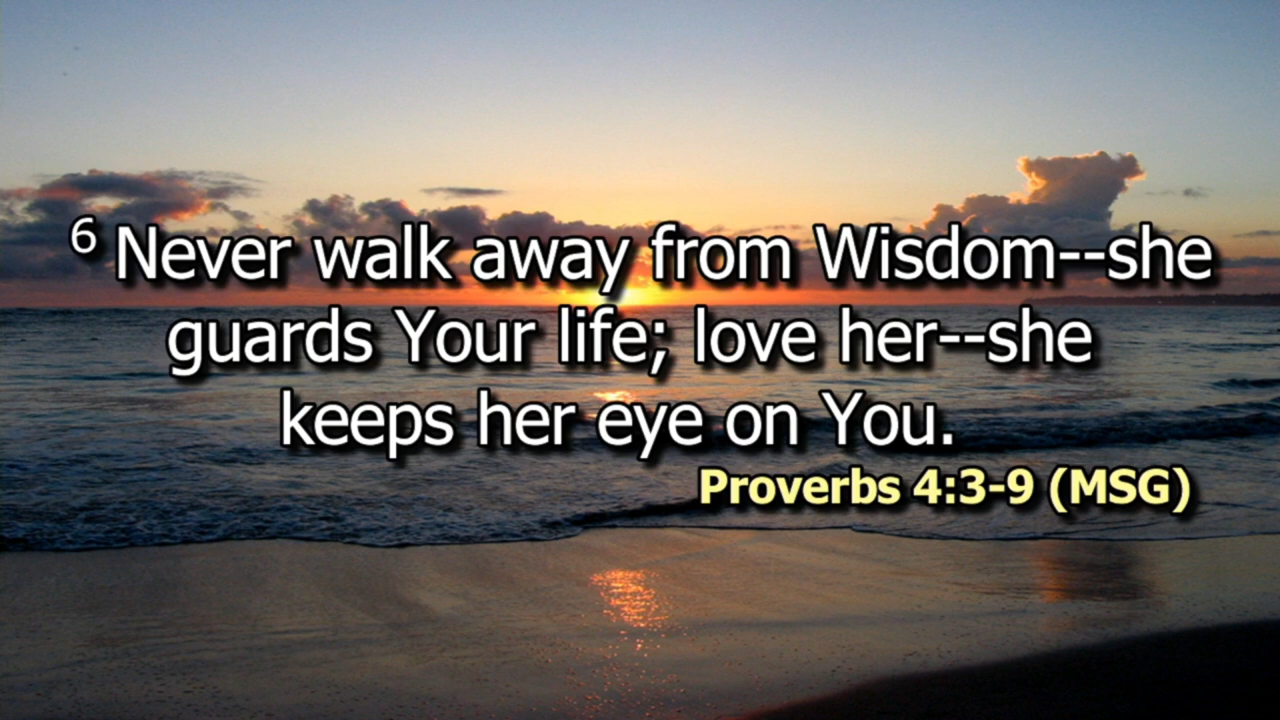 6 Never walk away from Wisdom--she
guards Your life; love her--she
keeps her eye on You.
Proverbs 4:3-9 (MSG)